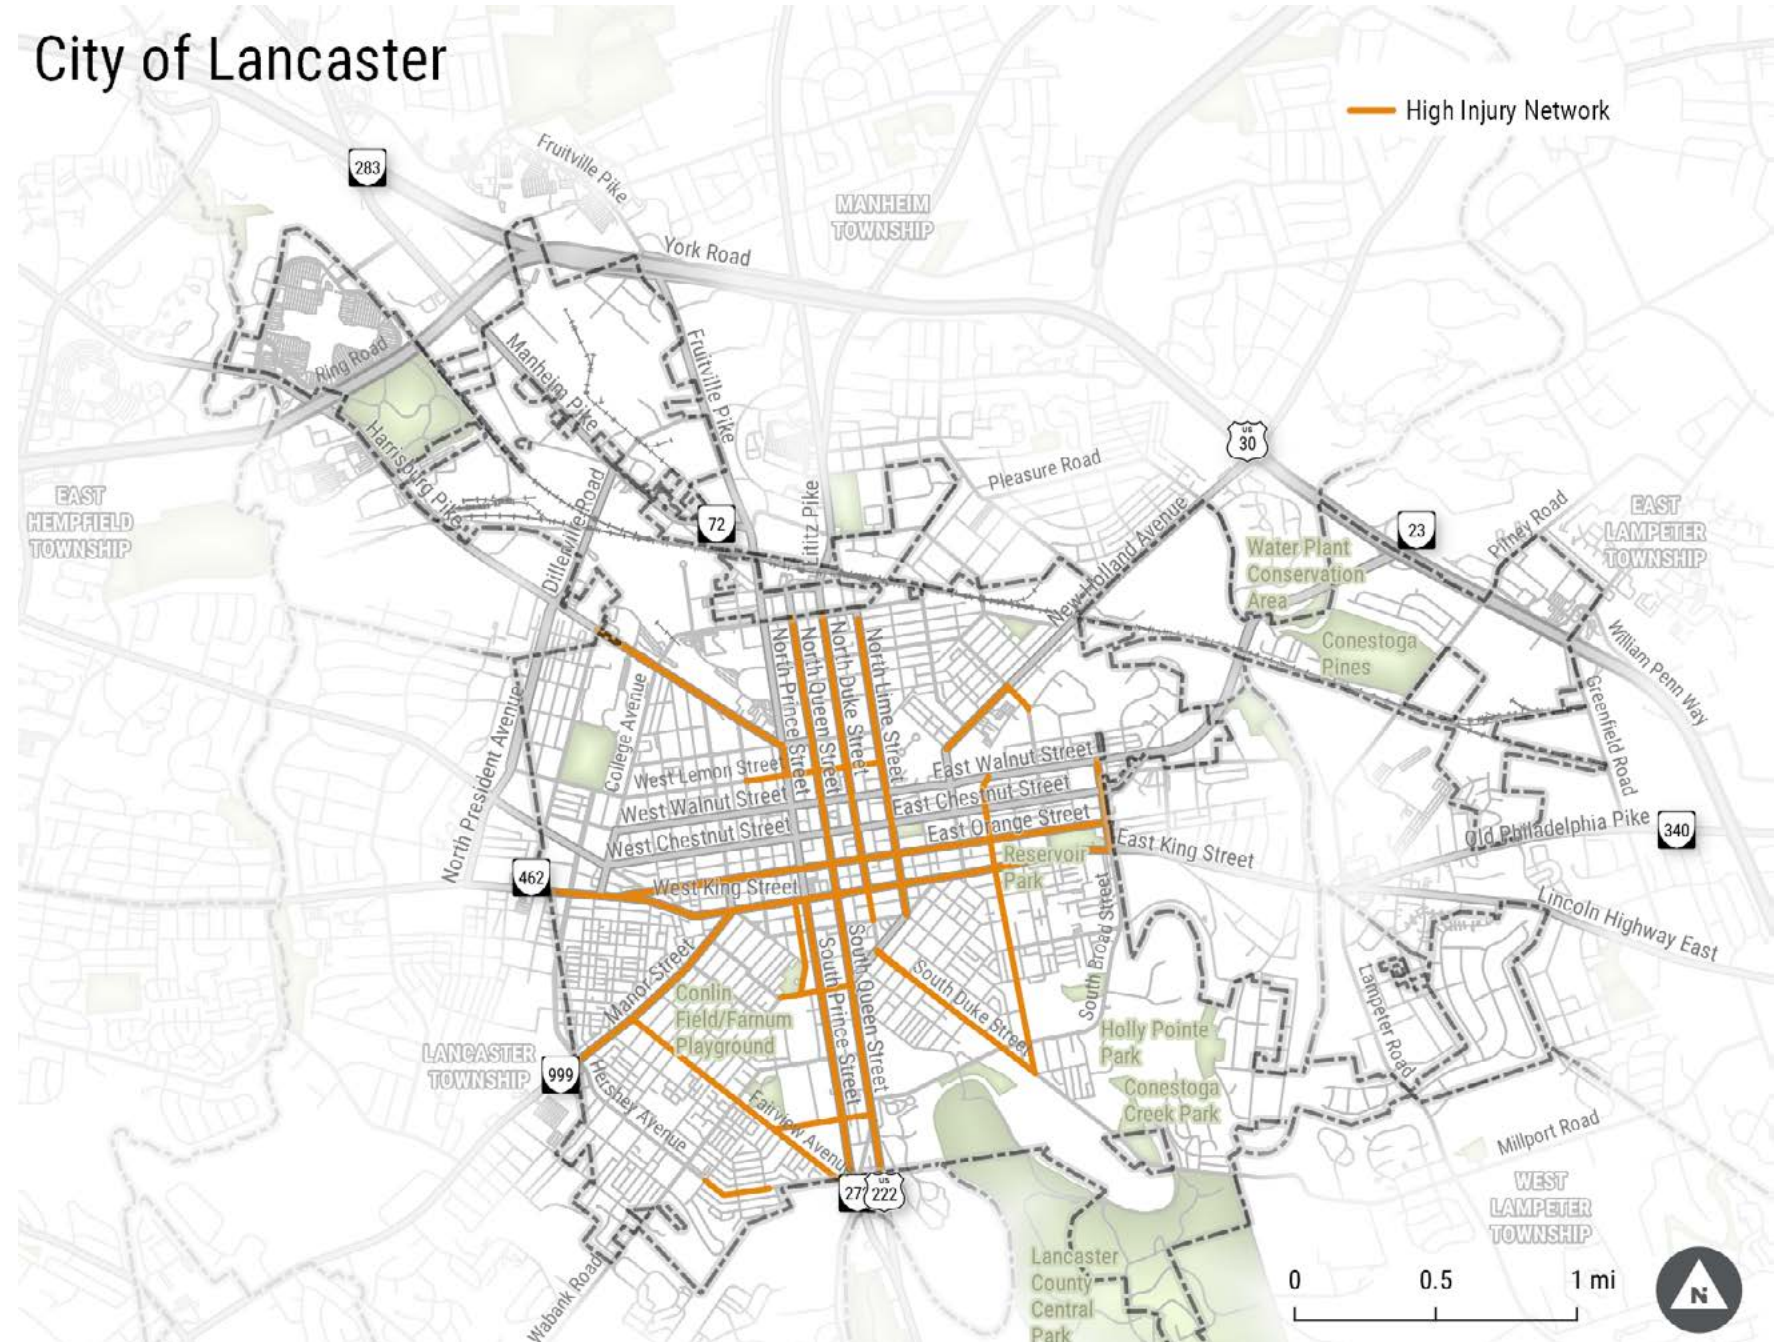 City of Lancaster
High Injury Network
283
Fruitville Pike
MANHEIM
TOWNSHIP
York Road
Ring Road
Manheim Pike
Fruitville Pike
Harrisburg Pike
US
30
Pleasure Road
EAST
HEMPFIELD
TOWNSHIP
Dillerville Road
72
Lititz Pike
New Holland Avenue
Water Plant
Conservation
Area
23
Pitney Road
EAST
LAMPETER
TOWNSHIP
Conestoga
Pines
William Penn Way
Greenfield Road
North President Avenue
College Avenue
North Prince Street
North Queen Street
North Duke Street
North Lime Street
West Lemon Street
West Walnut Street
West Chestnut Street
East Walnut Street
East Chestnut Street
East Orange Street
East King Street
Old Philadelphia Pike
340
462
West King Street
Reservoir
Park
Lincoln Highway East
Manor Street
South Prince Street
South Queen Street
South Duke Street
South Broad Street
Lampeter Road
Conlin
Field/Farnum
Playground
Holly Pointe
Park
LANCASTER
TOWNSHIP
999
Hershey Avenue
Fairview Avenu
Conestoga
Creek Park
Millport Road
27
US
222
WEST
LAMPETER
TOWNSHIP
Wabank Road
Lancaster
County
Central
Park
0 0.5 1 mi
N